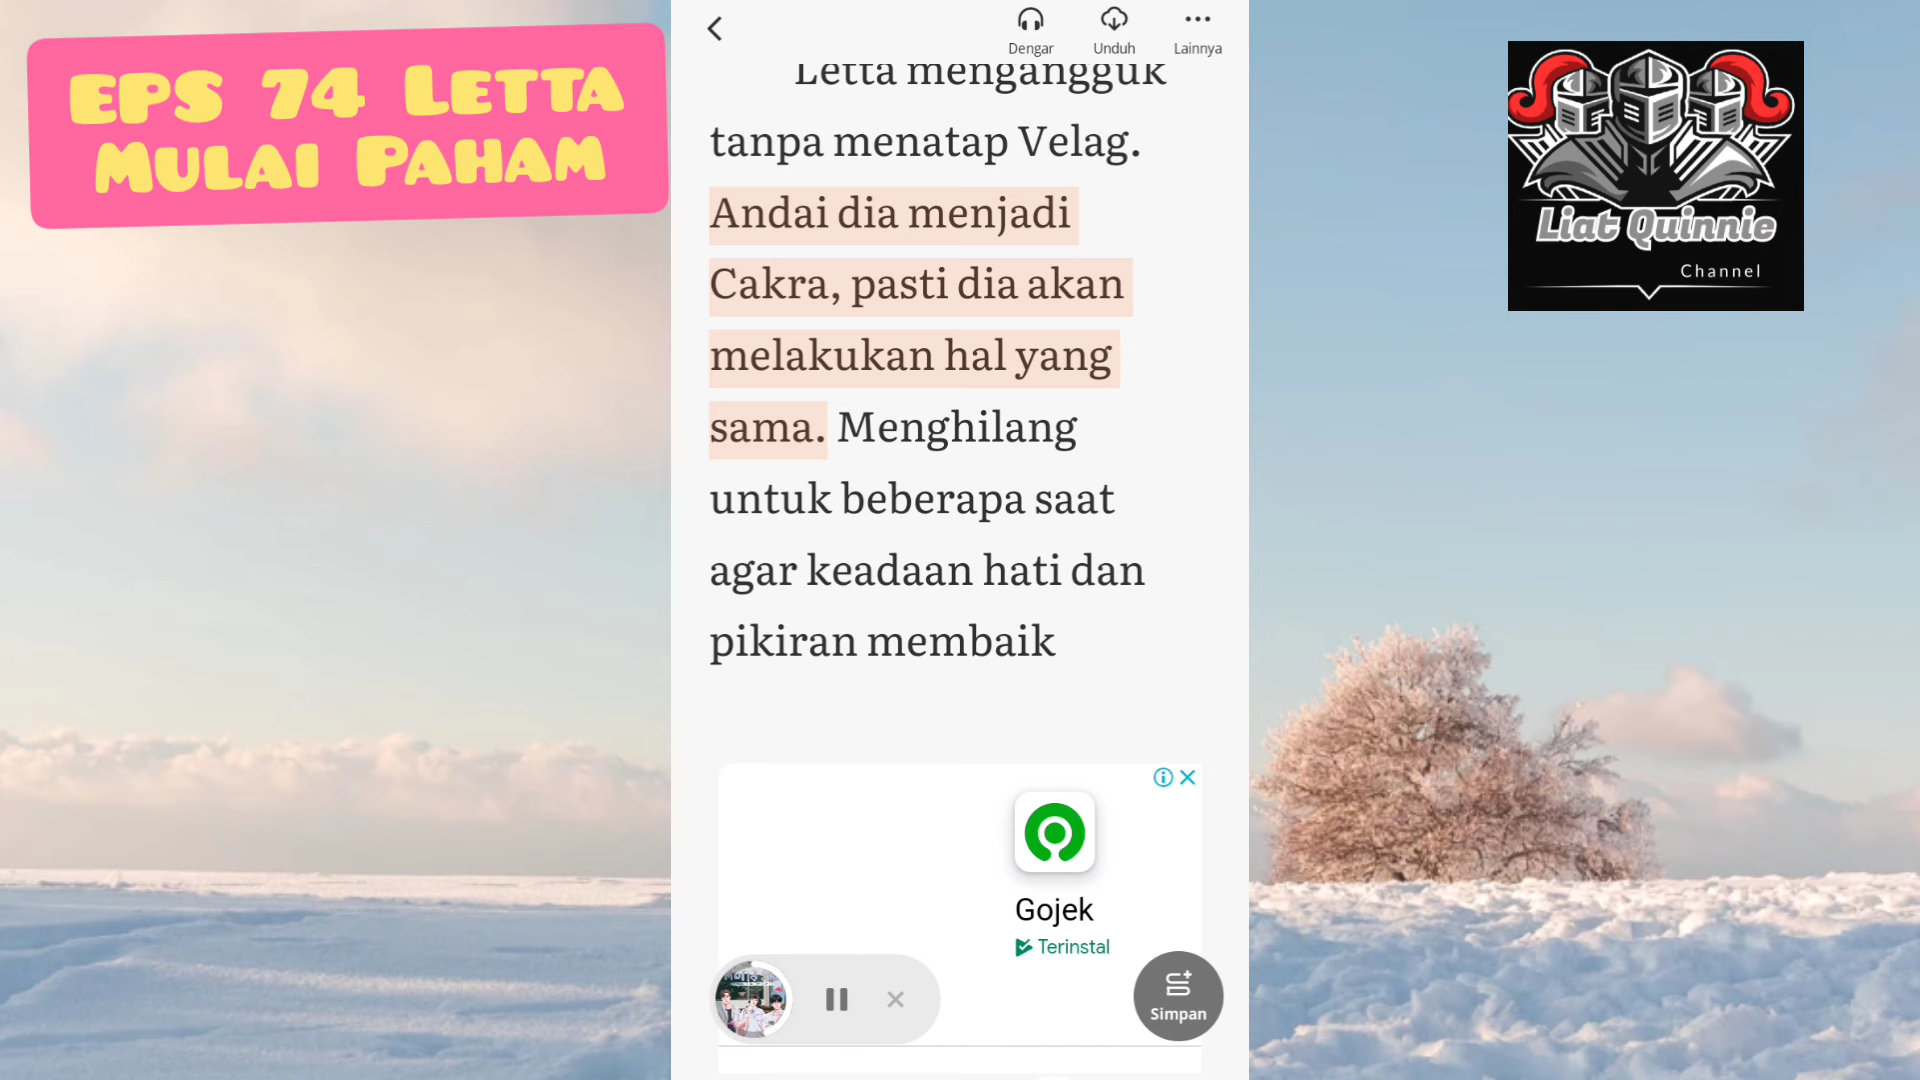 EPS 74 LETTA
MULAI PAHAM
Dengar
Unduh
Lainnya
Letta mengangguk
tanpa menatap Velag.
Andai dia menjadi
Cakra, pasti dia akan
melakukan hal yang
sama. Menghilang
untuk beberapa saat
agar keadaan hati dan
pikiran membaik
Gojek
Terinstal
Simpan
Liat Quinnie
Channel